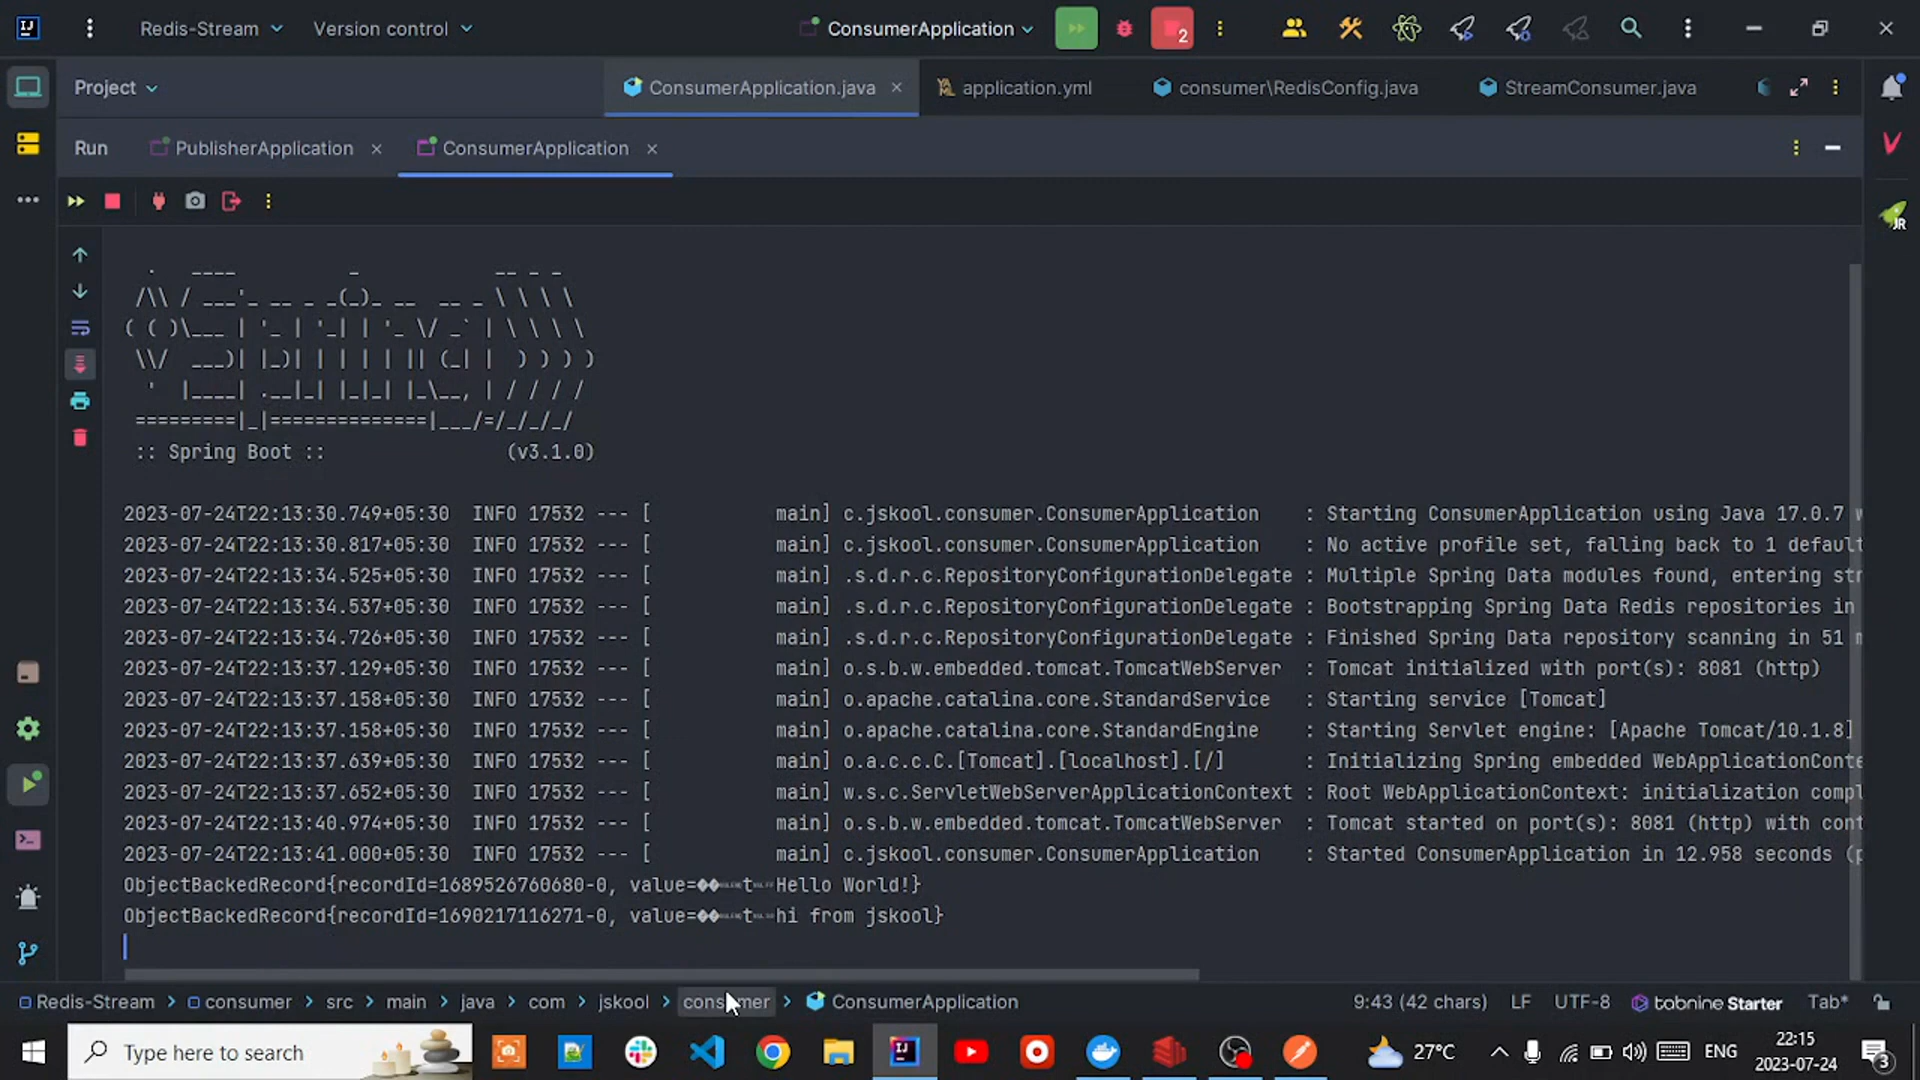 Redis-Stream Version control ConsumerApplication 2
Project ConsumerApplication.java application.yml consumer\RedisConfig.java StreamConsumer.java
Run PublisherApplication ConsumerApplication
JR
:: Spring Boot :: (v3.1.0)
2023-07-24T22:13:30.749+05:30 INFO 17532 --- [ main] c.jskool.consumer.ConsumerApplication : Starting ConsumerApplication using Java 17.0.7 w
2023-07-24T22:13:30.817+05:30 INFO 17532 --- [ main] c.jskool.consumer.ConsumerApplication : No active profile set, falling back to 1 default
2023-07-24T22:13:34.525+05:30 INFO 17532 --- [ main] .s.d.r.c.RepositoryConfigurationDelegate : Multiple Spring Data modules found, entering str
2023-07-24T22:13:34.537+05:30 INFO 17532 --- [ main] .s.d.r.c.RepositoryConfigurationDelegate : Bootstrapping Spring Data Redis repositories in
2023-07-24T22:13:34.726+05:30 INFO 17532 --- [ main] .s.d.r.c.RepositoryConfigurationDelegate : Finished Spring Data repository scanning in 51 m
2023-07-24T22:13:37.129+05:30 INFO 17532 --- [ main] o.s.b.w.embedded.tomcat.TomcatWebServer : Tomcat initialized with port(s): 8081 (http)
2023-07-24T22:13:37.158+05:30 INFO 17532 --- [ main] o.apache.catalina.core.StandardService : Starting service [Tomcat]
2023-07-24T22:13:37.158+05:30 INFO 17532 --- [ main] o.apache.catalina.core.StandardEngine : Starting Servlet engine: [Apache Tomcat/10.1.8]
2023-07-24T22:13:37.639+05:30 INFO 17532 --- [ main] o.a.c.c.C.[Tomcat].[localhost].[/] : Initializing Spring embedded WebApplicationConte
2023-07-24T22:13:37.652+05:30 INFO 17532 --- [ main] w.s.c.ServletWebServerApplicationContext : Root WebApplicationContext: initialization compl
2023-07-24T22:13:40.974+05:30 INFO 17532 --- [ main] o.s.b.w.embedded.tomcat.TomcatWebServer : Tomcat started on port(s): 8081 (http) with cont
2023-07-24T22:13:41.000+05:30 INFO 17532 --- [ main] c.jskool.consumer.ConsumerApplication : Started ConsumerApplication in 12.958 seconds (p
ObjectBackedRecord{recordId=1689526760680-0, value=��t Hello World!}
ObjectBackedRecord{recordId=1690217116271-0, value=��t hi from jskool}
Redis-Stream > consumer > src > main > java > com > jskool > consumer > ConsumerApplication 9:43 (42 chars) LF UTF-8 tabnine Starter Tab*
Type here to search 27°C ENG 22:15 3
2023-07-24